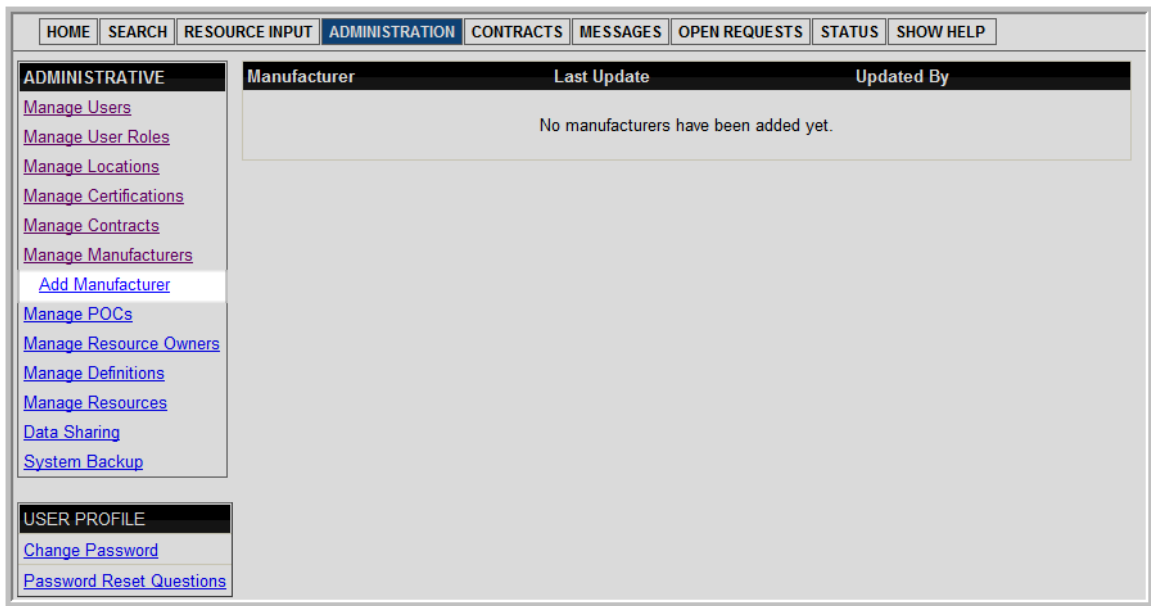 HOME SEARCH RESOURCE INPUT ADMINISTRATION CONTRACTS MESSAGES OPEN REQUESTS STATUS SHOW HELP
ADMINISTRATIVE
Manage Users
Manage User Roles
Manage Locations
Manage Certifications
Manage Contracts
Manage Manufacturers
Add Manufacturer
Manage POCs
Manage Resource Owners
Manage Definitions
Manage Resources
Data Sharing
System Backup
USER PROFILE
Change Password
Password Reset Questions
Manufacturer Last Update Updated By
No manufacturers have been added yet.